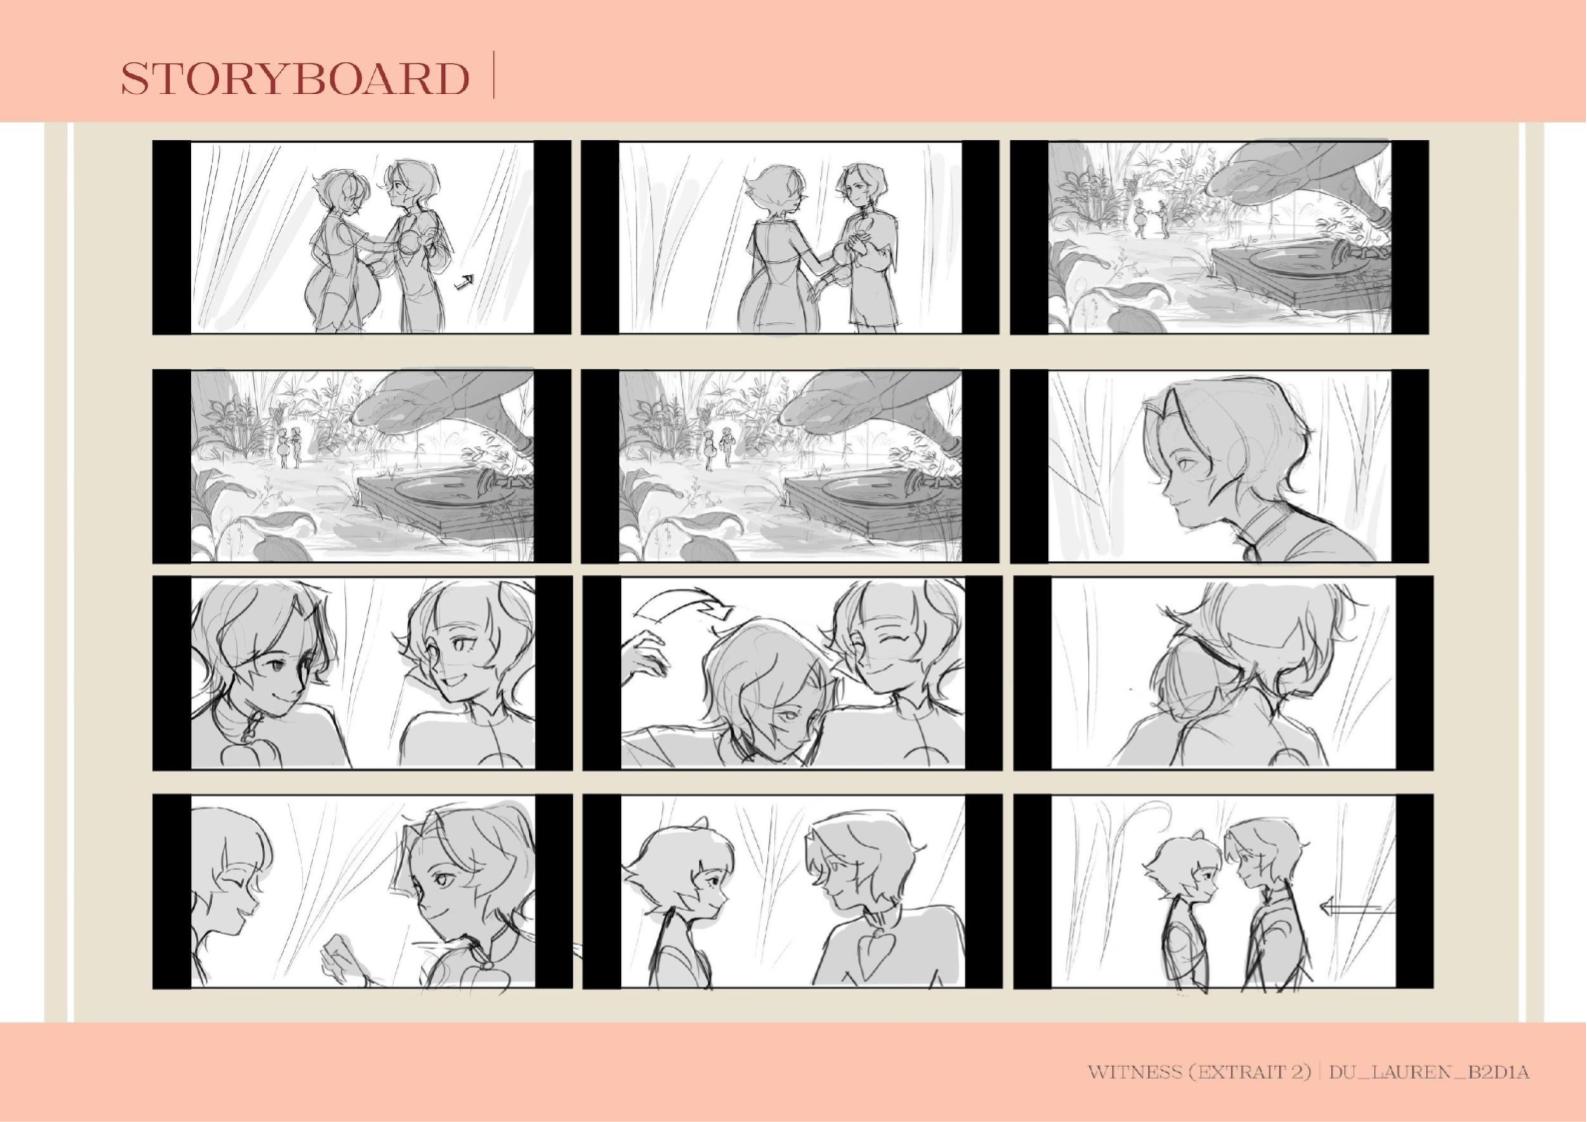 STORYBOARD |
WITNESS (EXTRAIT 2) | DU_LAUREN_B2D1A